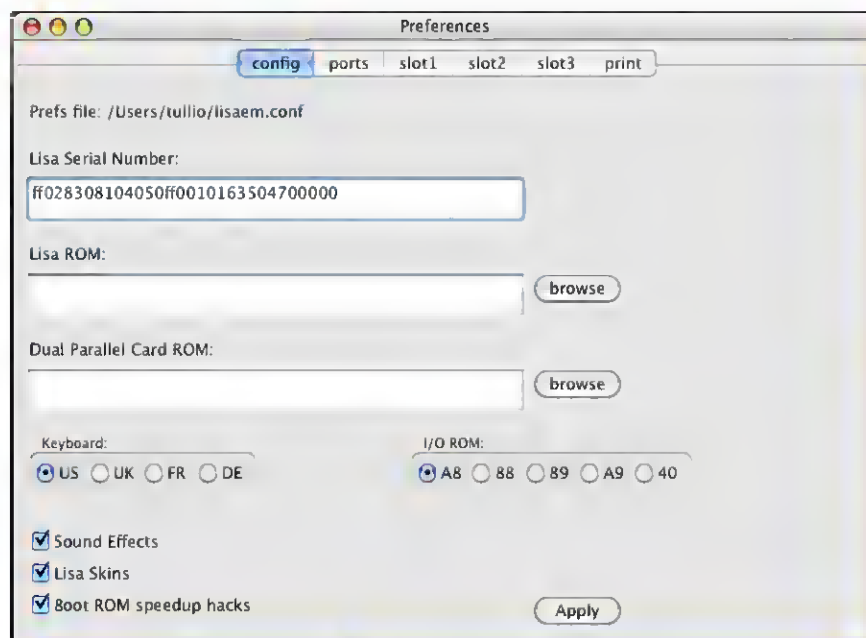 Preferences
config ports slot1 slot2 slot3 print
Prefs file: /Users/tullio/lisaem.conf
Lisa Serial Number:
ff028308104050ff0010163504700000
Lisa ROM:
browse
Dual Parallel Card ROM:
browse
Keyboard: I/O ROM:
US UK FR DE A8 88 89 A9 40
Sound Effects
Lisa Skins
Boot ROM speedup hacks
Apply